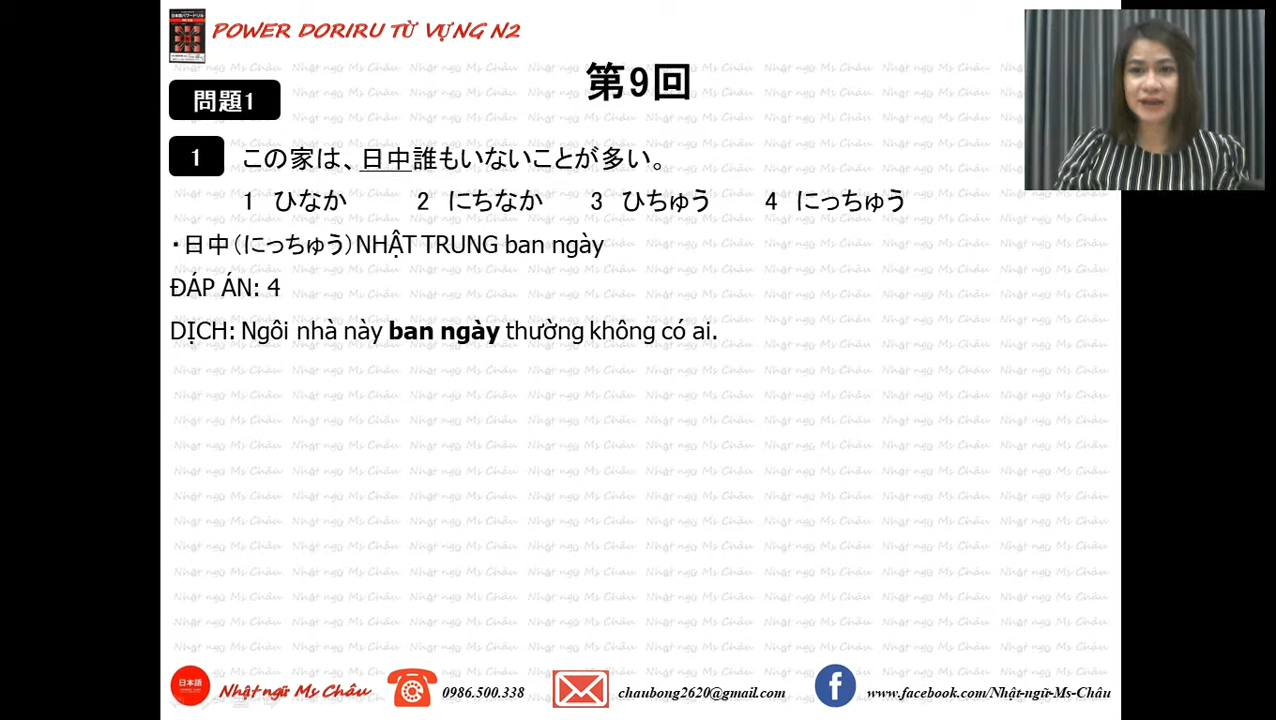 POWER DORIRU TỪ VỰNG N2
第9回
問題1
1 この家は、日中誰もいないことが多い。
1 ひなか 2 にちなか 3 ひちゅう 4 にっちゅう
・日中（にっちゅう）NHẬT TRUNG ban ngày
ĐÁP ÁN: 4
DỊCH: Ngôi nhà này ban ngày thường không có ai.
日本語 Nhật ngữ Ms Châu 0986.500.338 chaubong2620@gmail.com www.facebook.com/Nhật-ngữ-Ms-Châu